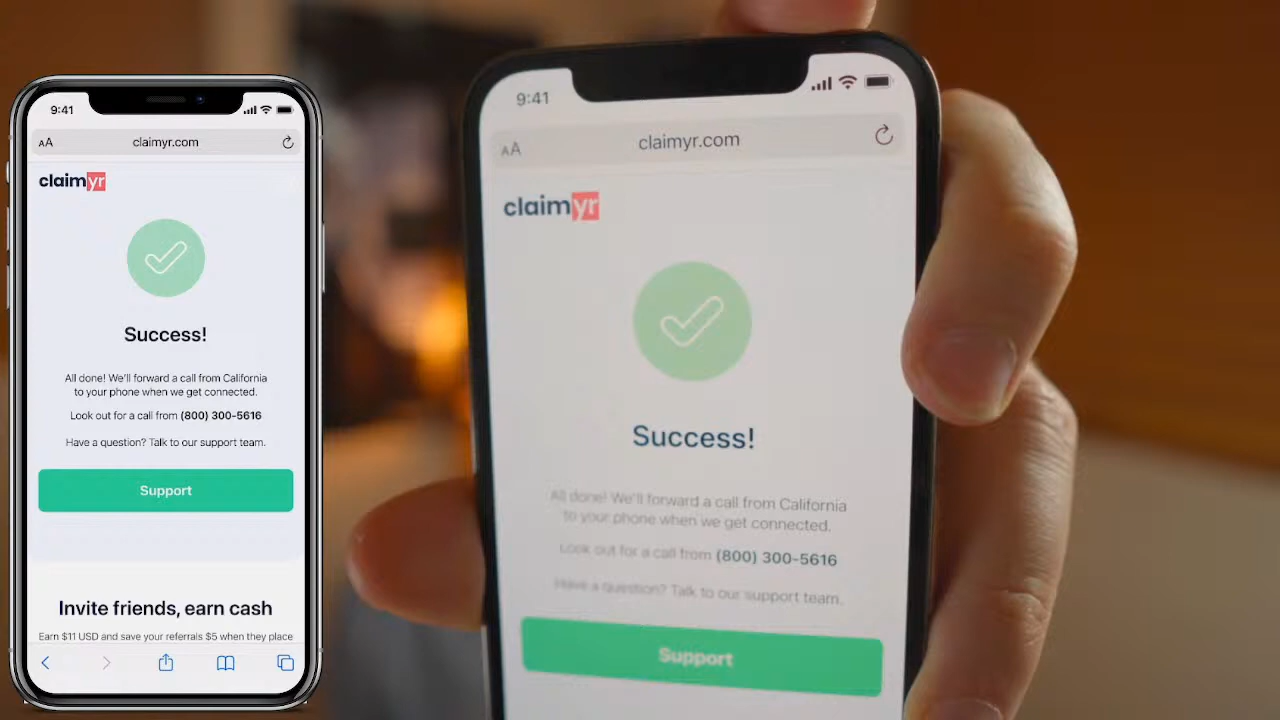 9:41
AA
claimyr.com
claimyr
Success!
All done! We'll forward a call from California
to your phone when we get connected.
Look out for a call from (800) 300-5616
Have a question? Talk to our support team.
Support
Invite friends, earn cash
Earn $11 USD and save your referrals $5 when they place
9:41
AA
claimyr.com
claimyr
Success!
All done! We'll forward a call from California
to your phone when we get connected.
Look out for a call from (800) 300-5616
Have a question? Talk to our support team.
Support